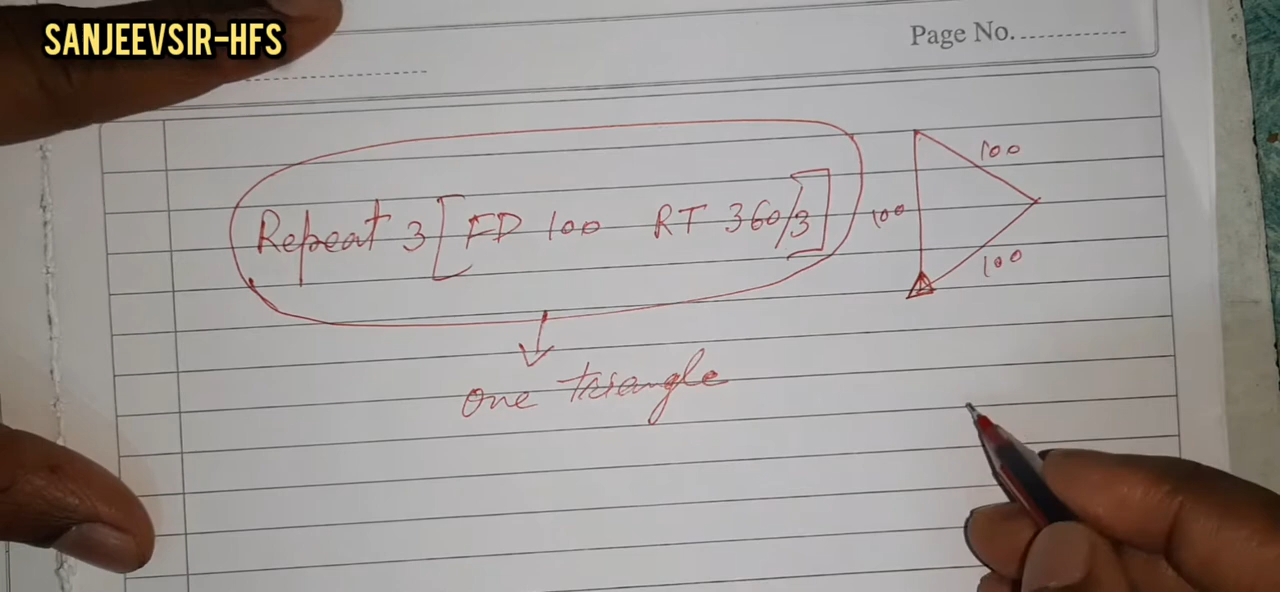 SANJEEVSIR-HFS
Page No.
Repeat 3 [FD 100 RT 360/3]
100
100
100
one triangle